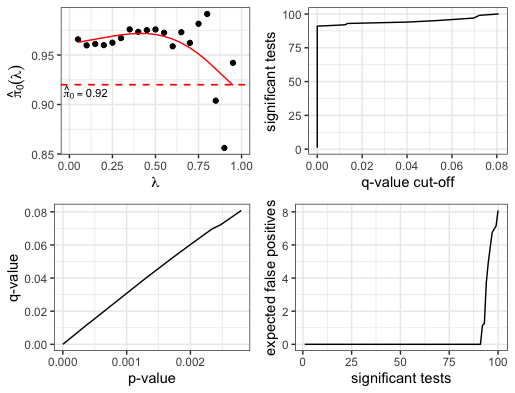 π̂₀(λ)
0.95
0.90
0.85
π̂₀ = 0.92
0.00 0.25 0.50 0.75 1.00
λ
significant tests
100
75
50
25
0
0.00 0.02 0.04 0.06 0.08
q-value cut-off
q-value
0.08
0.06
0.04
0.02
0.00
0.000 0.001 0.002
p-value
expected false positives
8
6
4
2
0
0 25 50 75 100
significant tests